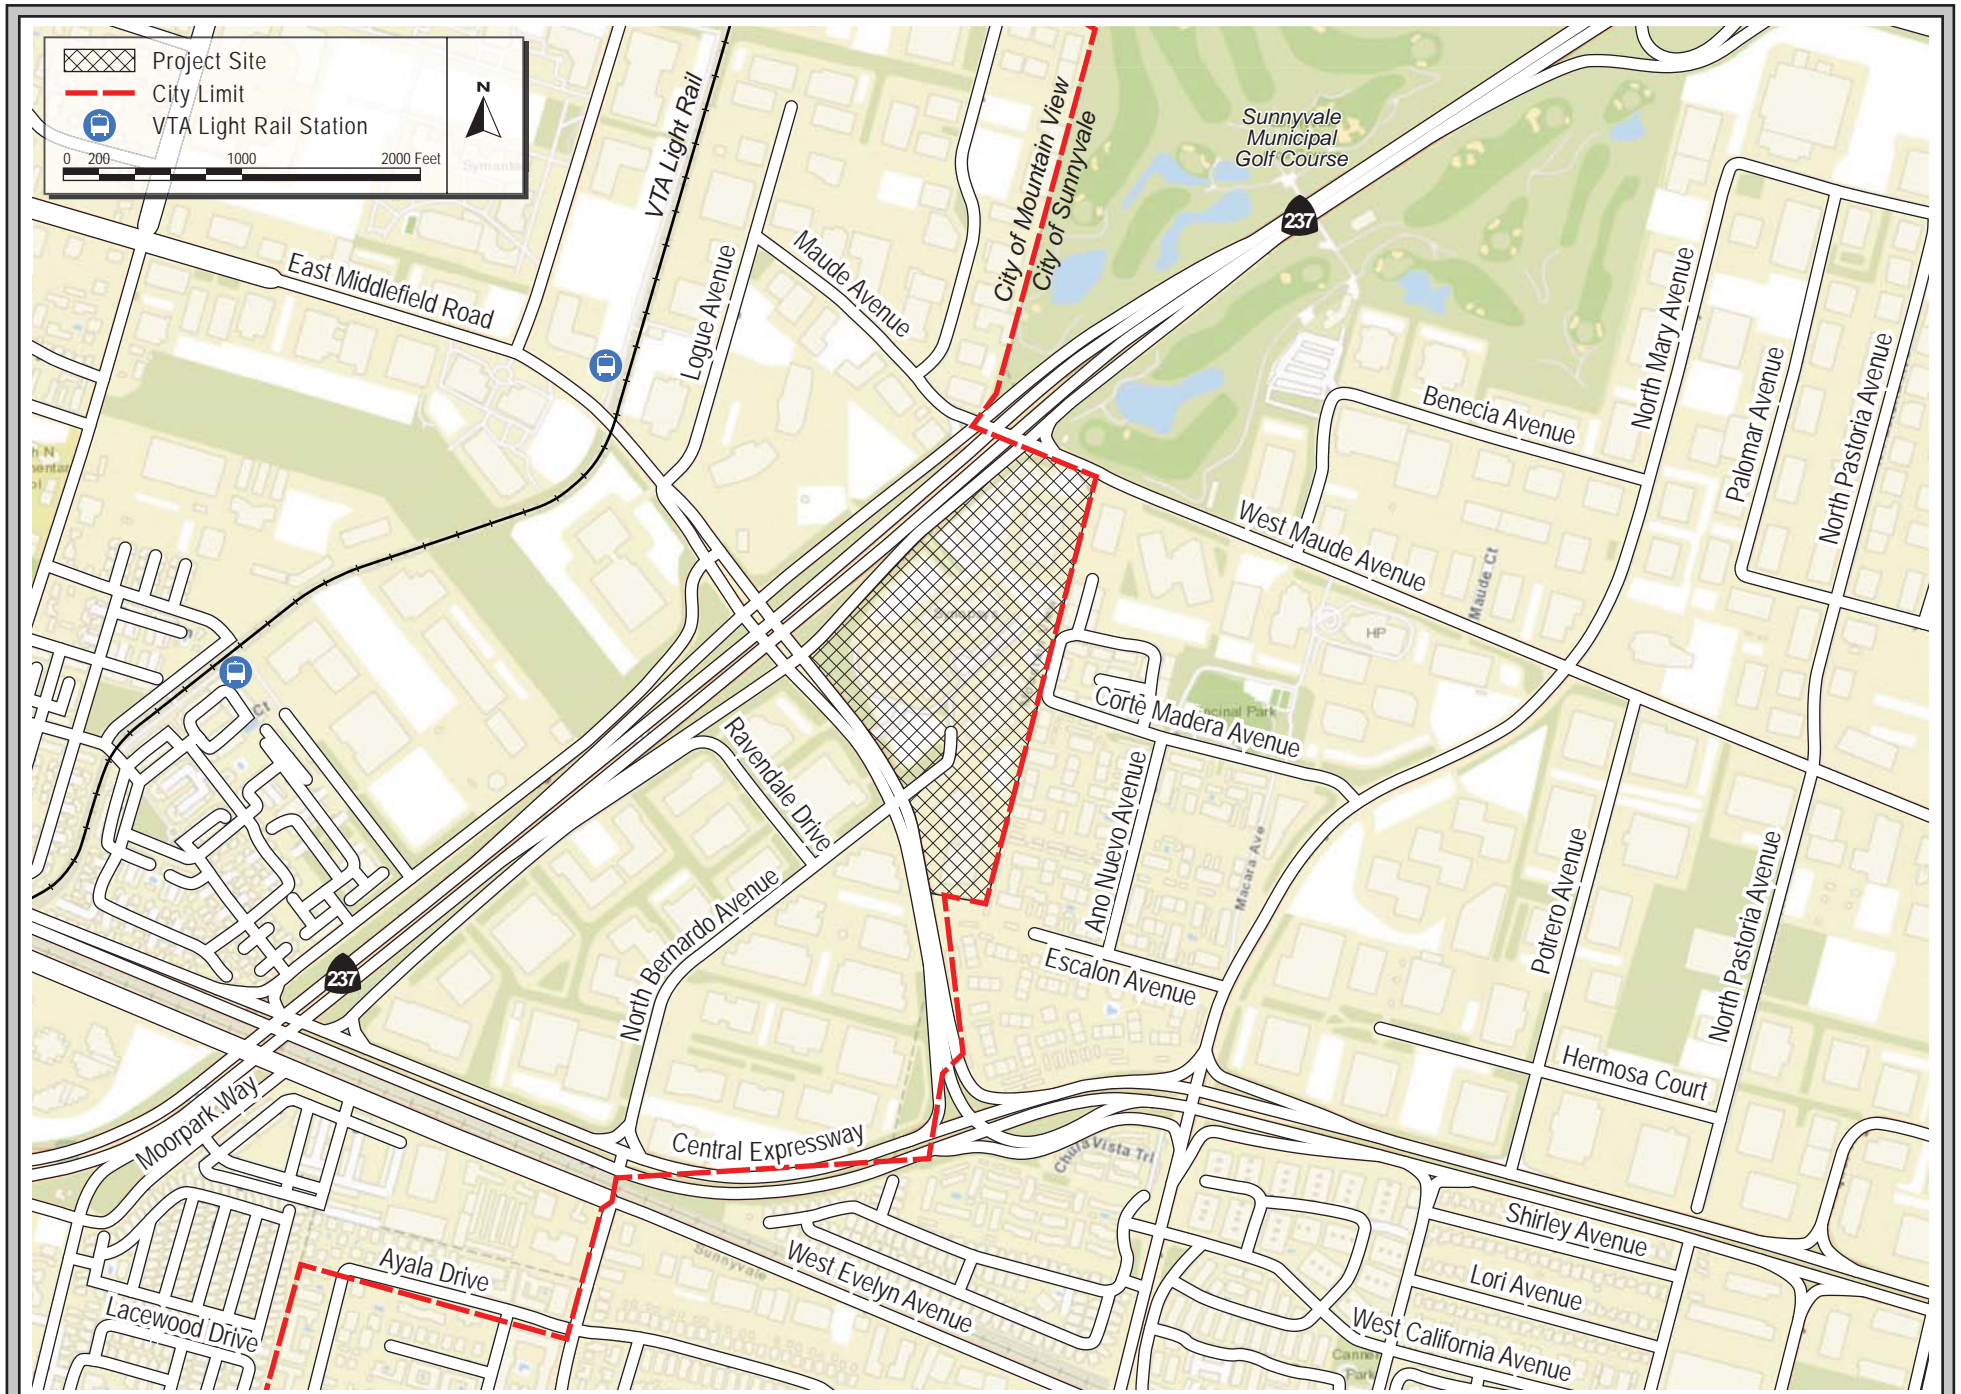 Project Site
City Limit
VTA Light Rail Station
0 200 1000 2000 Feet
N
VTA Light Rail
City of Mountain View
City of Sunnyvale
Sunnyvale
Municipal
Golf Course
237
East Middlefield Road
Logue Avenue
Maude Avenue
North Mary Avenue
Palomar Avenue
North Pastoria Avenue
Benecia Avenue
West Maude Avenue
Maude Ct
HP
Corte Madera Avenue
Ct
Ravendale Drive
Ano Nuevo Avenue
Macara Ave
North Bernardo Avenue
Escalon Avenue
Potrero Avenue
North Pastoria Avenue
237
Hermosa Court
Moorpark Way
Central Expressway
Chula Vista Trl
Sunnyvale
West Evelyn Avenue
Shirley Avenue
Lori Avenue
West California Avenue
Ayala Drive
Lacewood Drive
Park